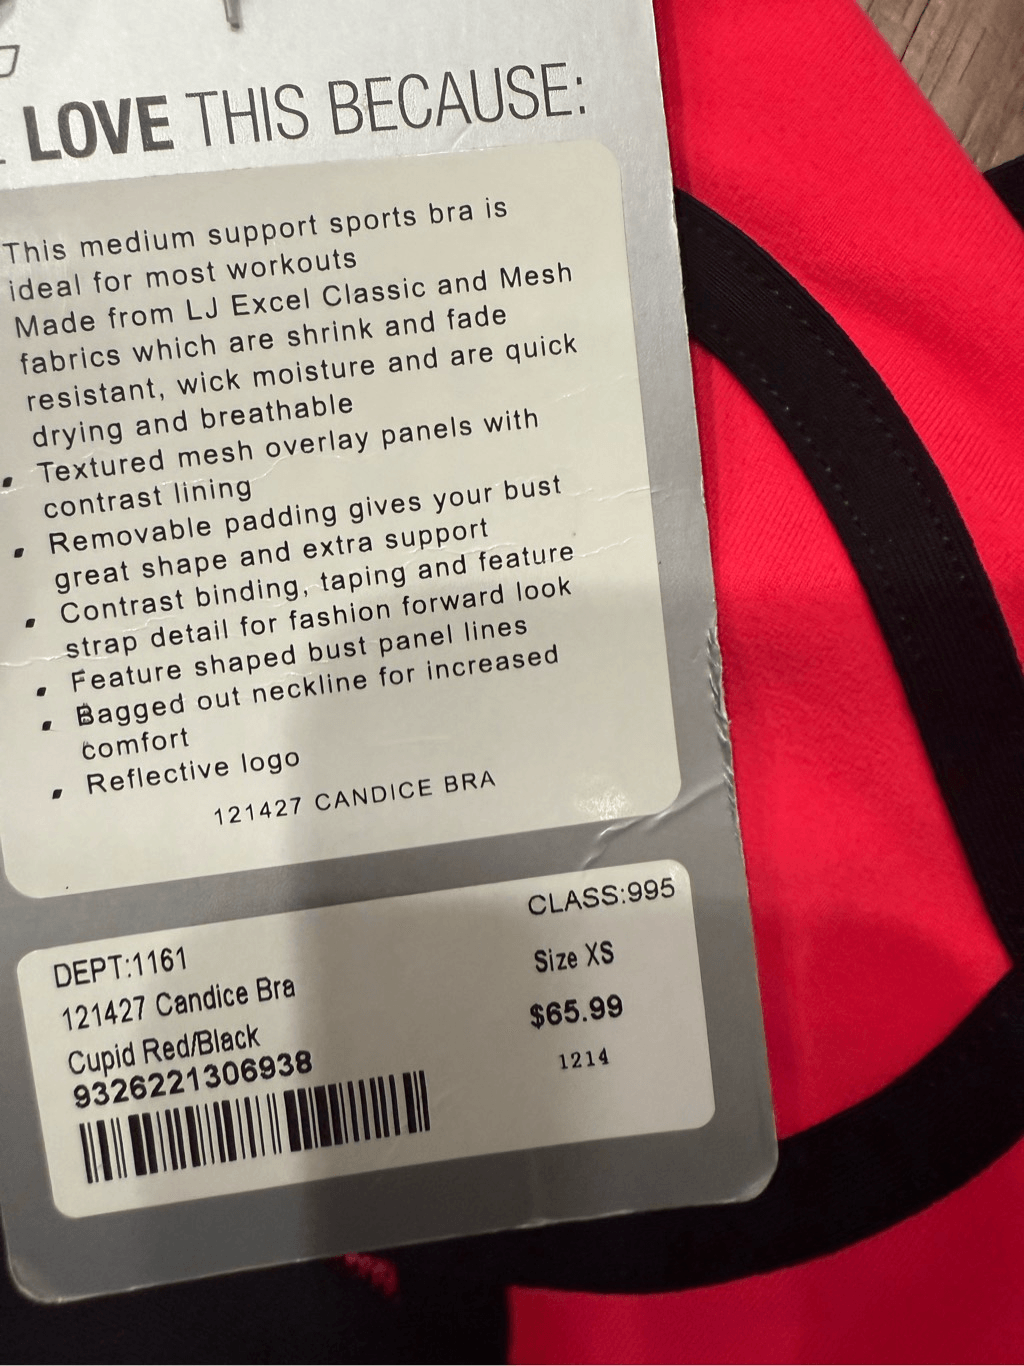 LOVE THIS BECAUSE:
This medium support sports bra is
ideal for most workouts
Made from LJ Excel Classic and Mesh
fabrics which are shrink and fade
resistant, wick moisture and are quick
drying and breathable
▪ Textured mesh overlay panels with
contrast lining
▪ Removable padding gives your bust
great shape and extra support
▪ Contrast binding, taping and feature
strap detail for fashion forward look
▪ Feature shaped bust panel lines
▪ Bagged out neckline for increased
comfort
▪ Reflective logo
121427 CANDICE BRA
CLASS:995
DEPT:1161
Size XS
121427 Candice Bra
$65.99
Cupid Red/Black
1214
9326221306938